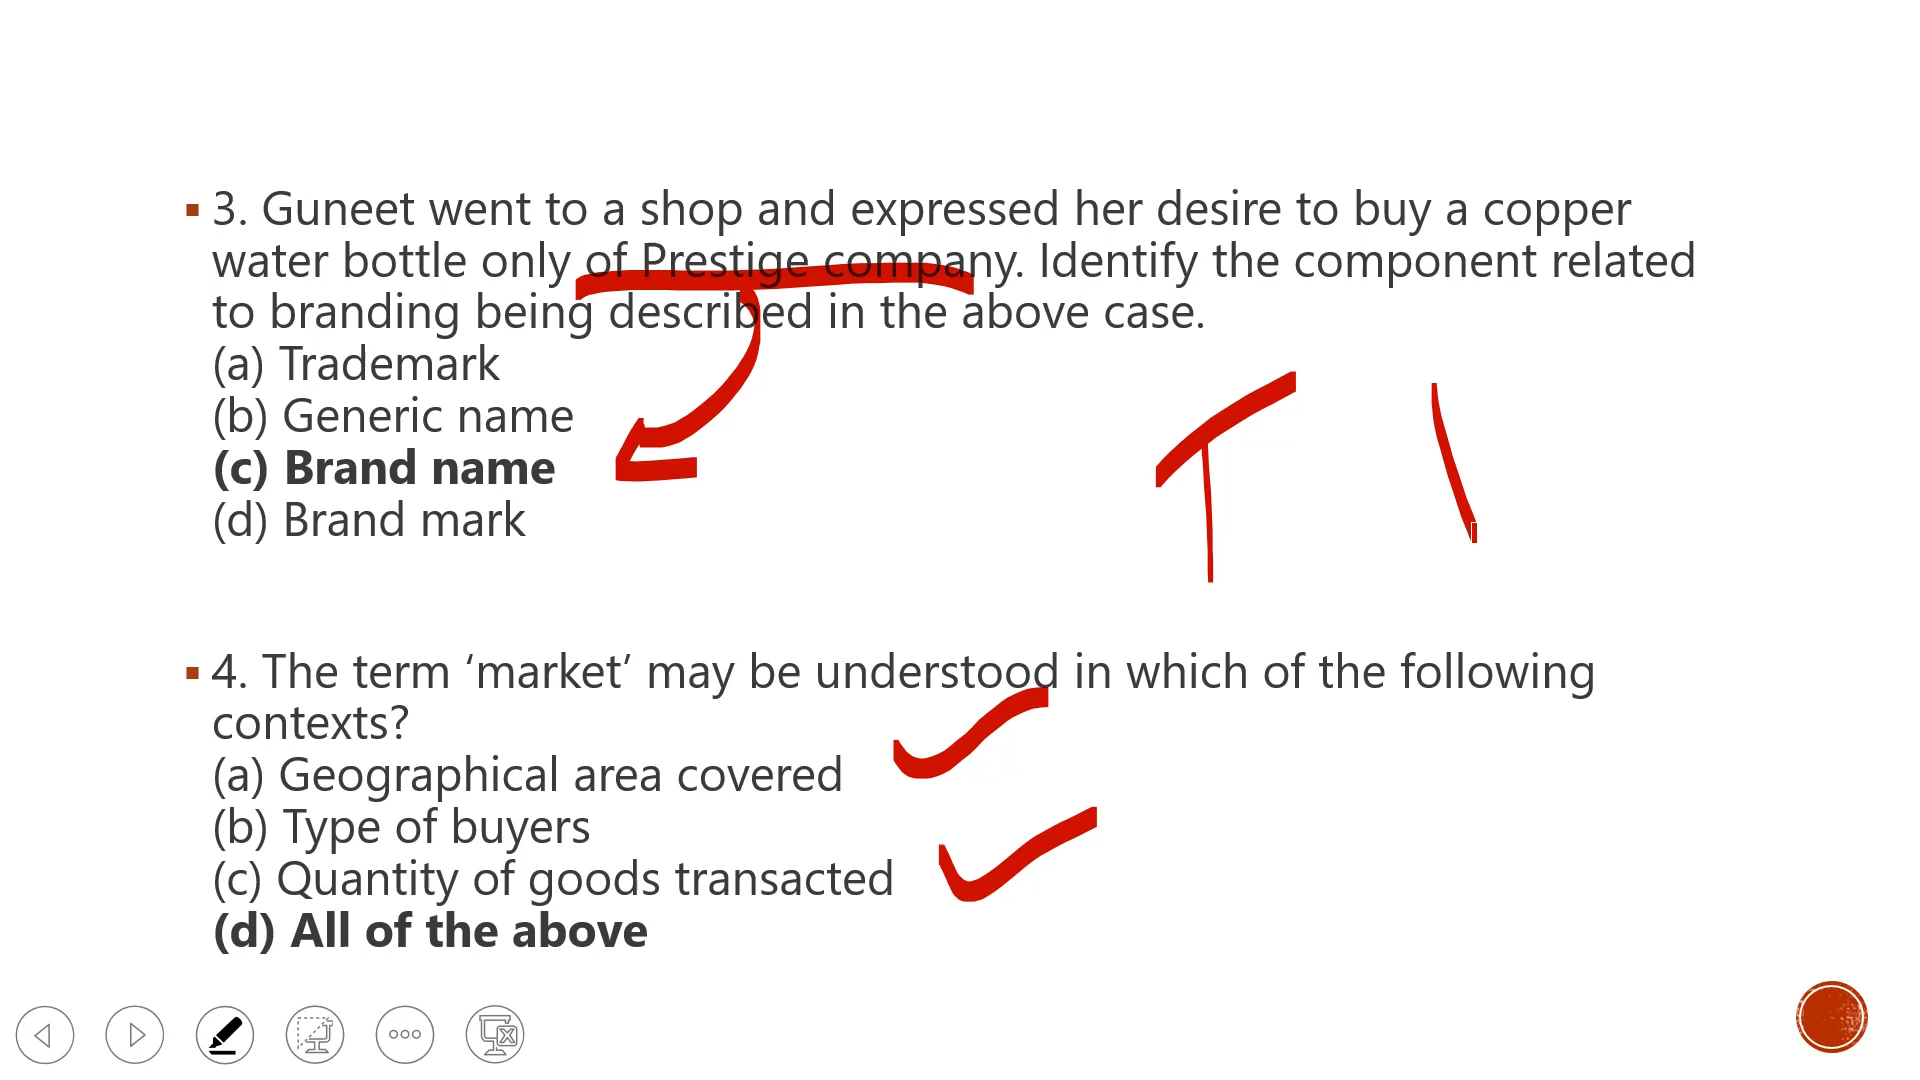 3. Guneet went to a shop and expressed her desire to buy a copper
water bottle only of Prestige company. Identify the component related
to branding being described in the above case.
(a) Trademark
(b) Generic name
(c) Brand name
(d) Brand mark
T
4. The term ‘market’ may be understood in which of the following
contexts?
(a) Geographical area covered
(b) Type of buyers
(c) Quantity of goods transacted
(d) All of the above